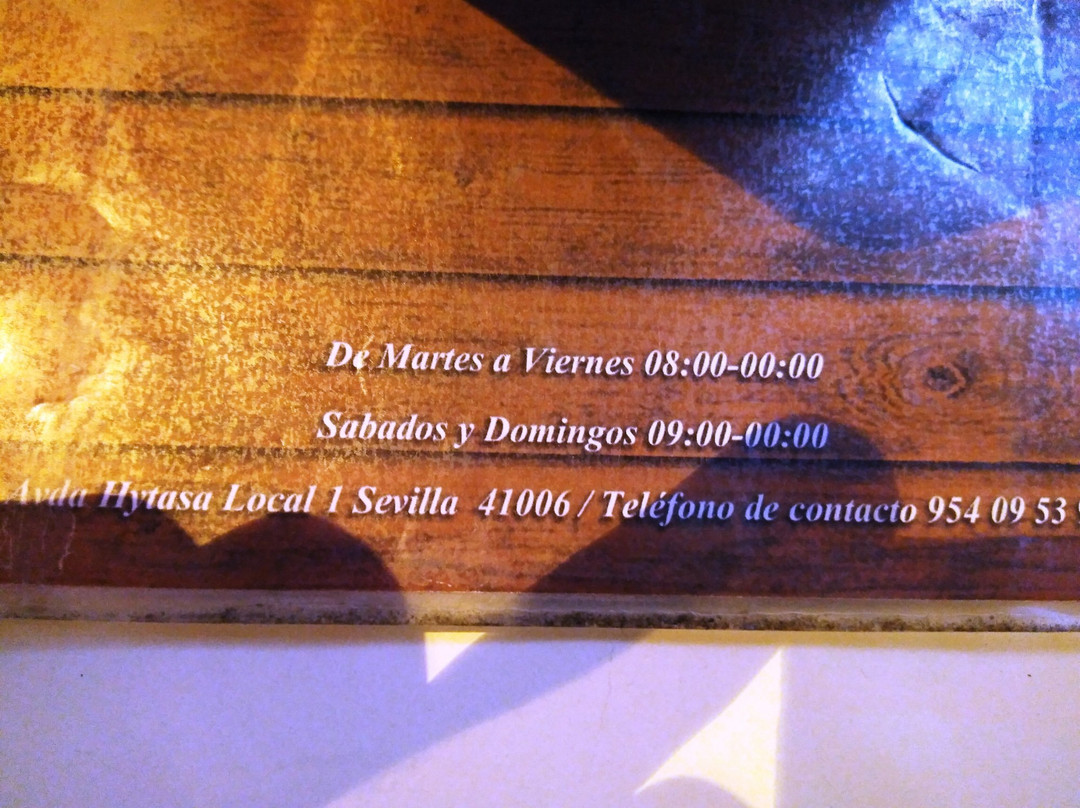 De Martes a Viernes 08:00-00:00
Sabados y Domingos 09:00-00:00
Avda Hytasa Local 1 Sevilla 41006 / Teléfono de contacto 954 09 53